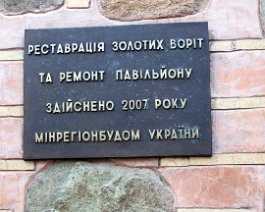 РЕСТАВРАЦІЯ ЗОЛОТИХ ВОРІТ
ТА РЕМОНТ ПАВІЛЬЙОНУ
ЗДІЙСНЕНО 2007 РОКУ
МІНРЕГІОНБУДОМ УКРАЇНИ